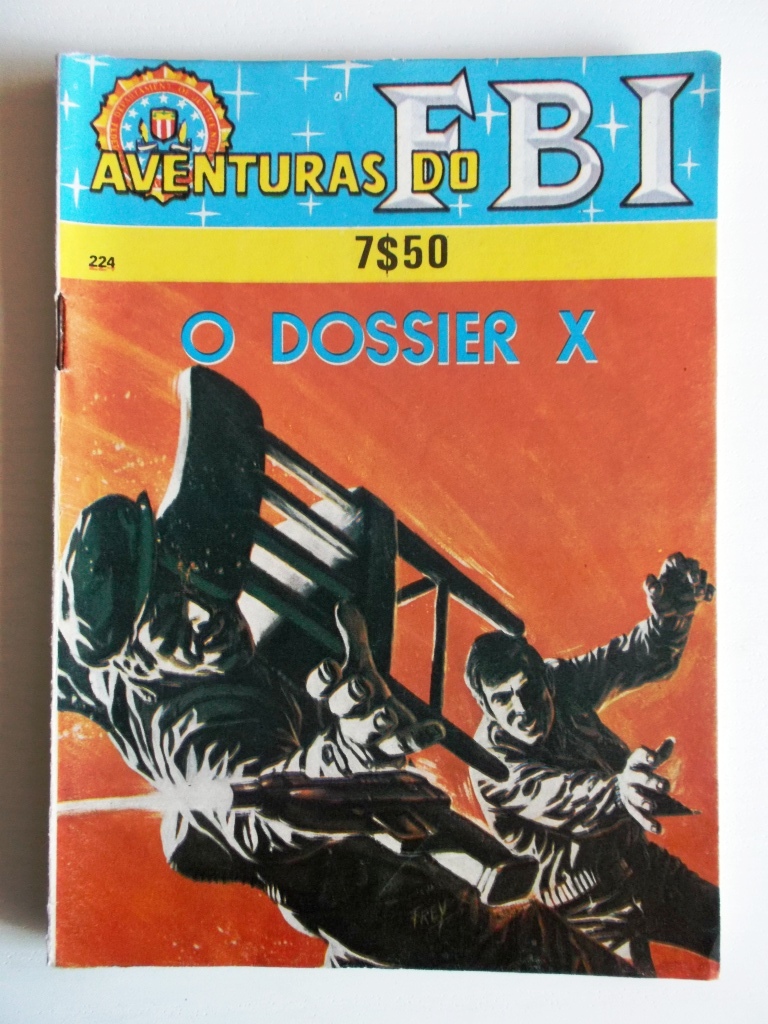 AVENTURAS DO FBI
224
7$50
O DOSSIER X
FREY